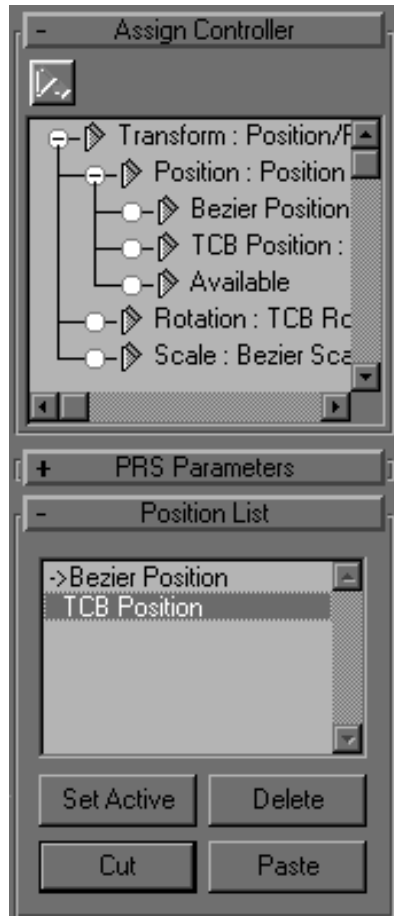 - Assign Controller
Transform : Position/
Position : Position
Bezier Position
TCB Position :
Available
Rotation : TCB Ro
Scale : Bezier Sca
+ PRS Parameters
- Position List
->Bezier Position
TCB Position
Set Active Delete
Cut Paste